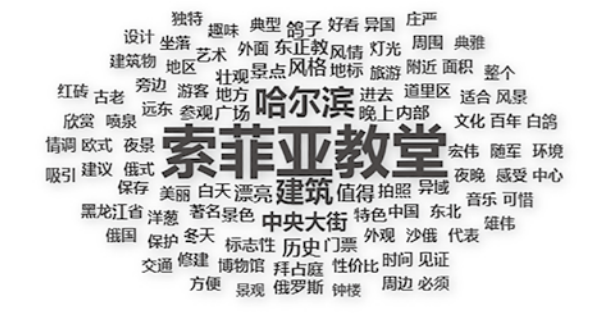 独特 趣味 典型 鸽子 好看 异国 庄严
设计 坐落 艺术 外面 东正教 风情 灯光 周围 典雅
建筑物 地区 壮观 景点 风格 地标 旅游 附近 面积 整个
红砖 古老 旁边 游客 地方 哈尔滨 进去 道里区 适合 风景
欣赏 喷泉 远东 参观 广场 晚上 内部 文化 百年 白鸽
情调 欧式 夜景 索菲亚教堂 宏伟 随军 环境
吸引 建议 俄式 夜晚 感受 中心
保存 美丽 白天 漂亮 建筑 值得 拍照 异域 音乐 可惜
黑龙江省 洋葱 著名 景色 中央大街 特色 中国 东北 雄伟
俄国 保护 冬天 标志性 历史 门票 外观 沙俄 代表
交通 修建 博物馆 拜占庭 性价比 时间 见证
方便 景观 俄罗斯 钟楼 周边 必须